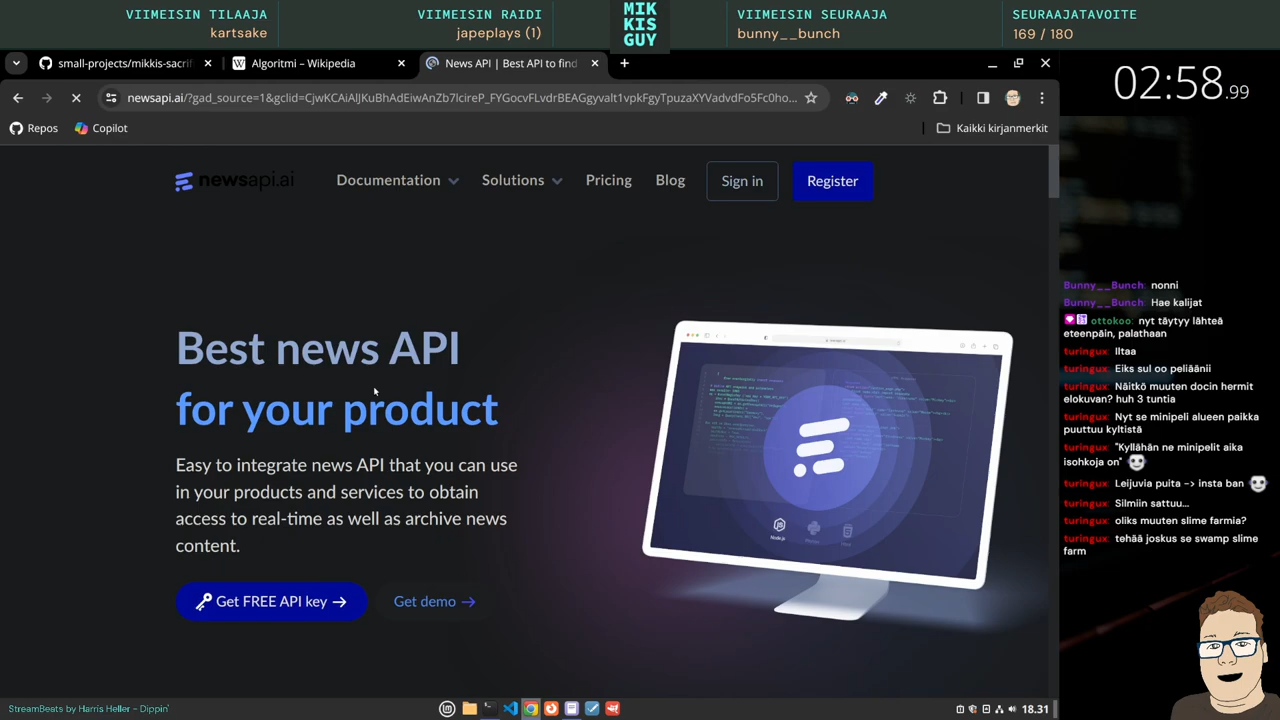 VIIMEISIN TILAAJA
kartsake
VIIMEISIN RAIDI
japeplays (1)
MIK
KIS
GUY
VIIMEISIN SEURAAJA
bunny__bunch
SEURAAJATAVOITE
169 / 180
small-projects/mikkis-sacrif
Algoritmi – Wikipedia
News API | Best API to find
02:58.99
newsapi.ai/?gad_source=1&gclid=CjwKCAiAlJKuBhAdEiwAnZb7lcireP_FYGocvFLvdrBEAGgyvalt1vpkFgyTpuzaXYVadvdFo5Fc0ho...
Repos
Copilot
Kaikki kirjanmerkit
newsapi.ai
Documentation
Solutions
Pricing
Blog
Sign in
Register
Best news API
for your product
Easy to integrate news API that you can use
in your products and services to obtain
access to real-time as well as archive news
content.
Get FREE API key →
Get demo →
Node.js
Bunny__Bunch: nonni
Bunny__Bunch: Hae kalijat
ottokoo: nyt täytyy lähteä
eteenpäin, palathaan
turingux: Iltaa
turingux: Eiks sul oo peliäänii
turingux: Näitkö muuten docin hermit
elokuvan? huh 3 tuntia
turingux: Nyt se minipeli alueen paikka
puuttuu kyltistä
turingux: "Kyllähän ne minipelit aika
isohkoja on"
turingux: Leijuvia puita -> insta ban
turingux: Silmiin sattuu...
turingux: oliks muuten slime farmia?
turingux: tehää joskus se swamp slime
farm
StreamBeats by Harris Heller – Dippin'
18.31